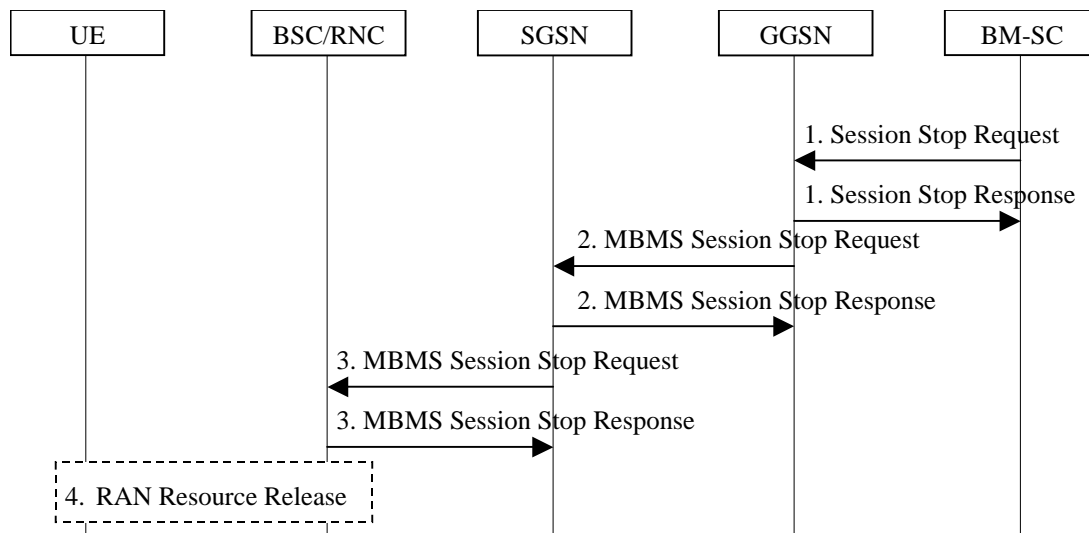 UE
BSC/RNC
SGSN
GGSN
BM-SC
1. Session Stop Request
1. Session Stop Response
2. MBMS Session Stop Request
2. MBMS Session Stop Response
3. MBMS Session Stop Request
3. MBMS Session Stop Response
4. RAN Resource Release